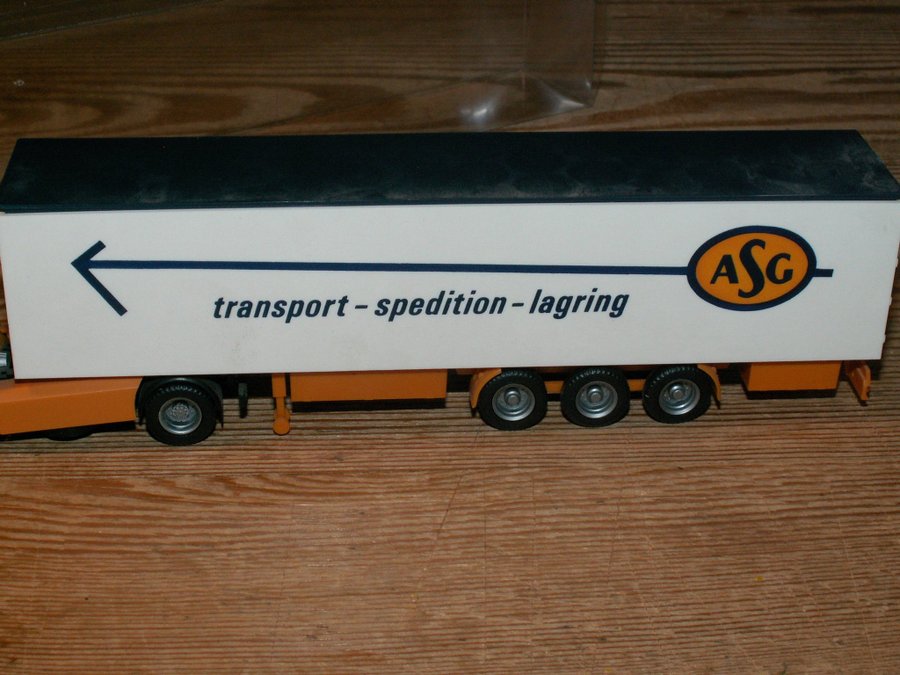 ASG
transport - spedition - lagring